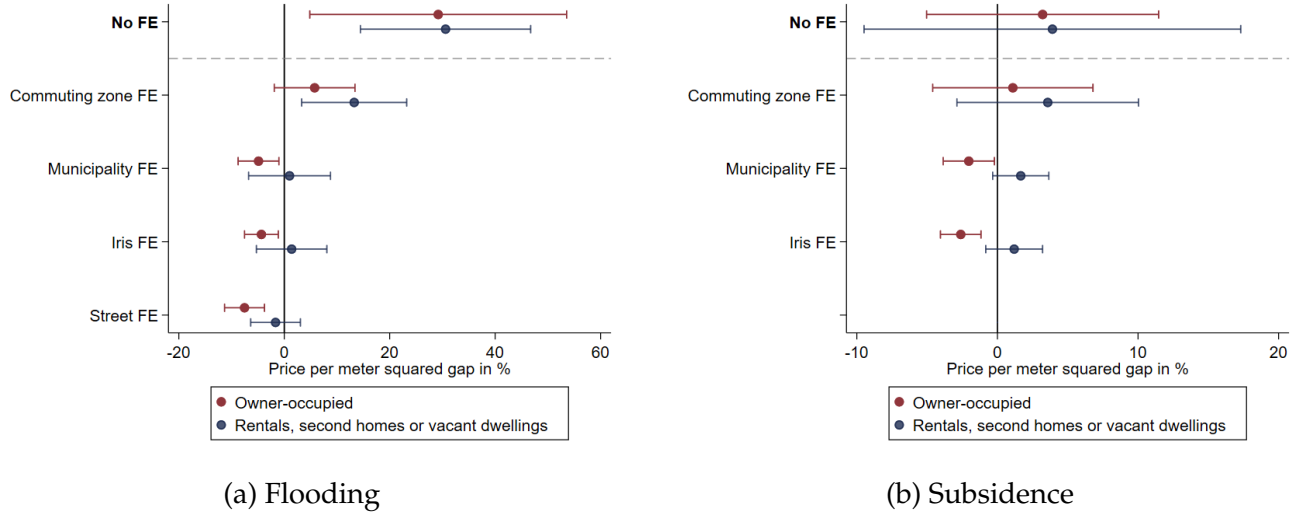 No FE
Commuting zone FE
Municipality FE
Iris FE
Street FE
-20 0 20 40 60
Price per meter squared gap in %
Owner-occupied
Rentals, second homes or vacant dwellings
(a) Flooding
No FE
Commuting zone FE
Municipality FE
Iris FE
-10 0 10 20
Price per meter squared gap in %
Owner-occupied
Rentals, second homes or vacant dwellings
(b) Subsidence